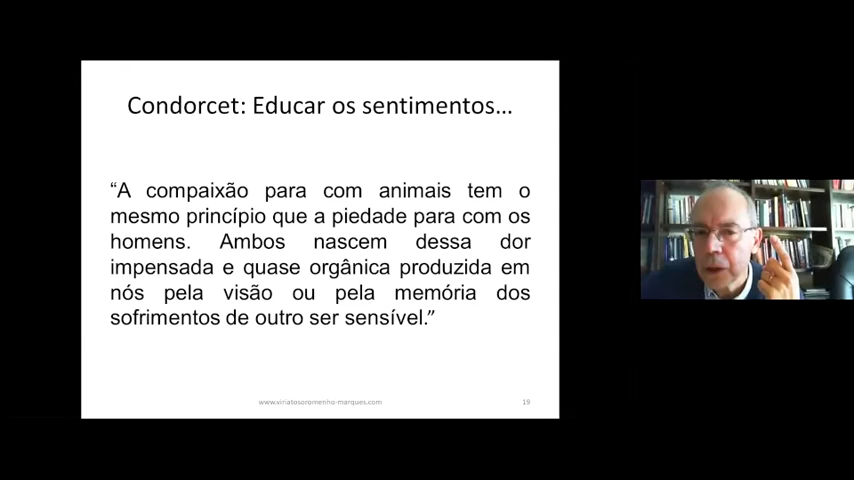 Condorcet: Educar os sentimentos...
“A compaixão para com animais tem o
mesmo princípio que a piedade para com os
homens. Ambos nascem dessa dor
impensada e quase orgânica produzida em
nós pela visão ou pela memória dos
sofrimentos de outro ser sensível.”
www.viriatosoromenho-marques.com
19